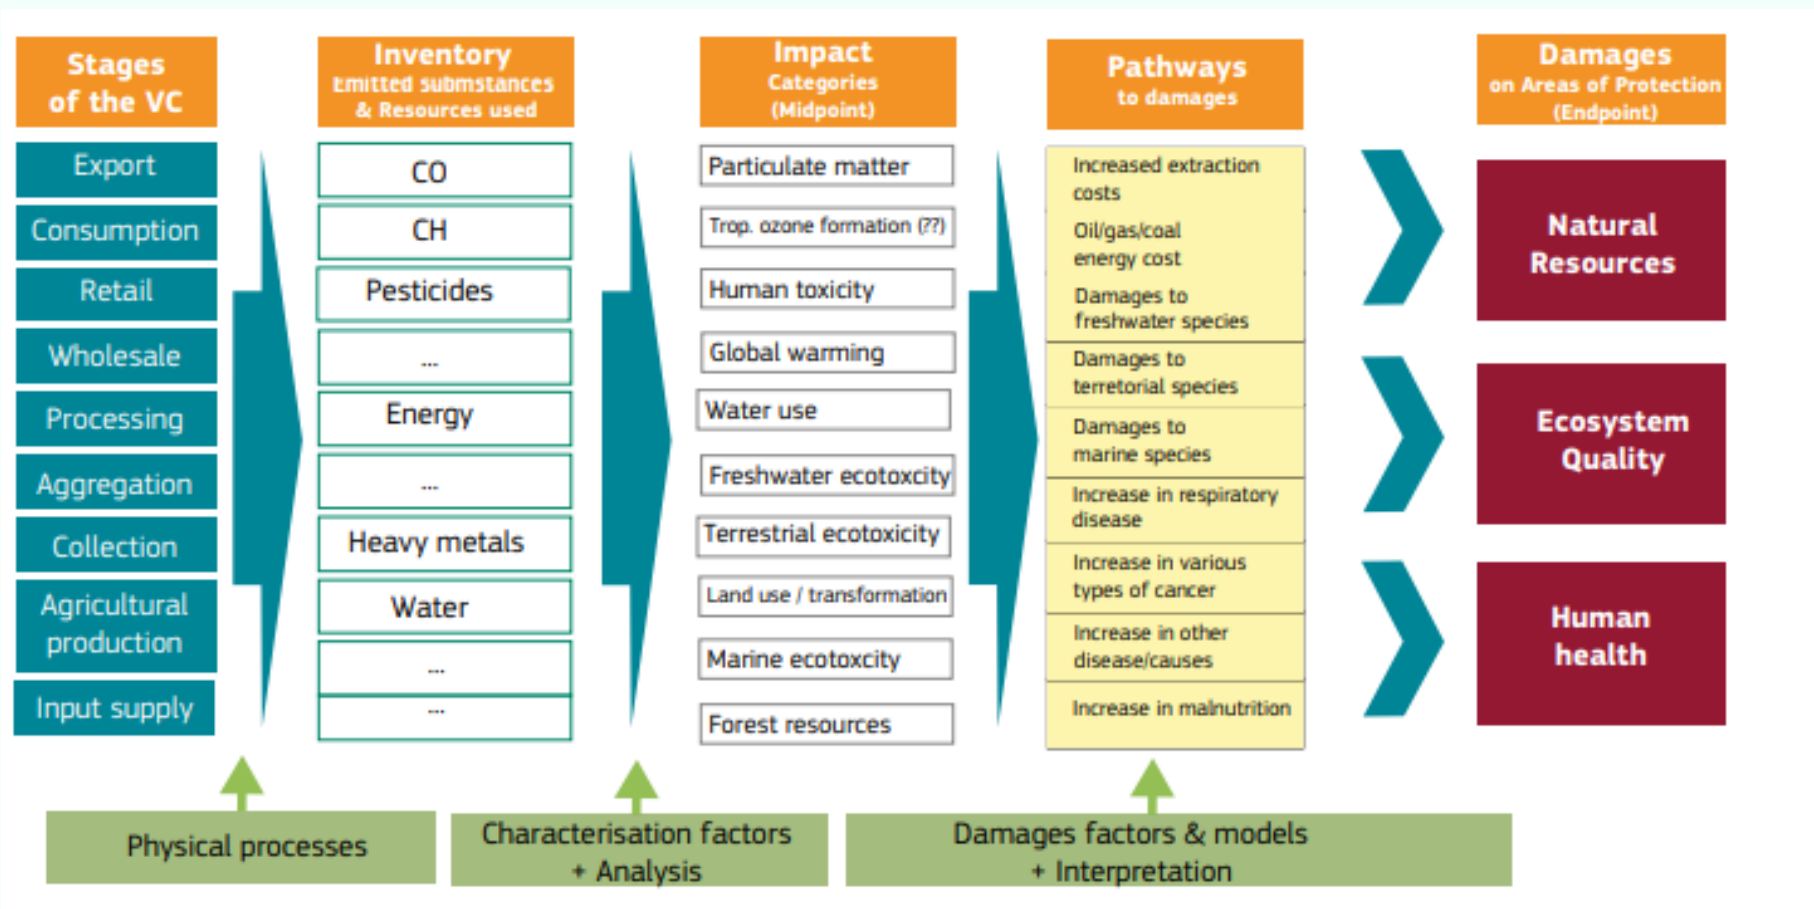 Stages
of the VC
Export
Consumption
Retail
Wholesale
Processing
Aggregation
Collection
Agricultural
production
Input supply
Inventory
Emitted submstances
& Resources used
CO
CH
Pesticides
...
Energy
...
Heavy metals
Water
...
...
Impact
Categories
(Midpoint)
Particulate matter
Trop. ozone formation (??)
Human toxicity
Global warming
Water use
Freshwater ecotoxcity
Terrestrial ecotoxicity
Land use / transformation
Marine ecotoxcity
Forest resources
Pathways
to damages
Increased extraction
costs
Oil/gas/coal
energy cost
Damages to
freshwater species
Damages to
terretorial species
Damages to
marine species
Increase in respiratory
disease
Increase in various
types of cancer
Increase in other
disease/causes
Increase in malnutrition
Damages
on Areas of Protection
(Endpoint)
Natural
Resources
Ecosystem
Quality
Human
health
Physical processes
Characterisation factors
+ Analysis
Damages factors & models
+ Interpretation